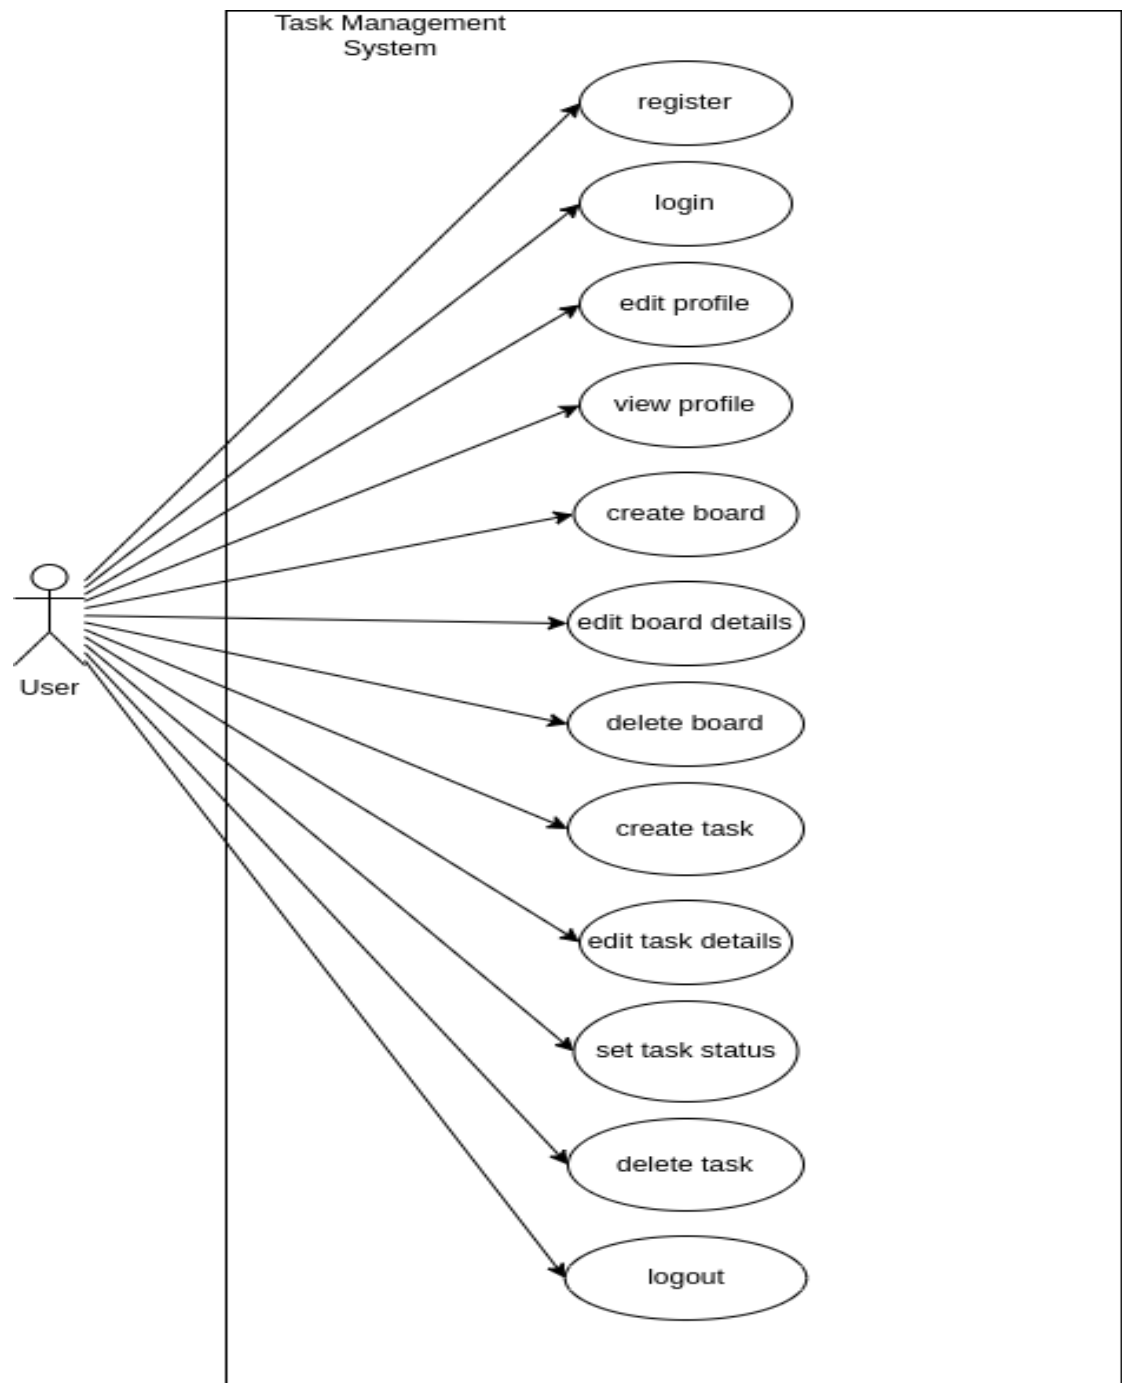 Task Management
System
register
login
edit profile
view profile
create board
edit board details
delete board
create task
edit task details
set task status
delete task
logout
User